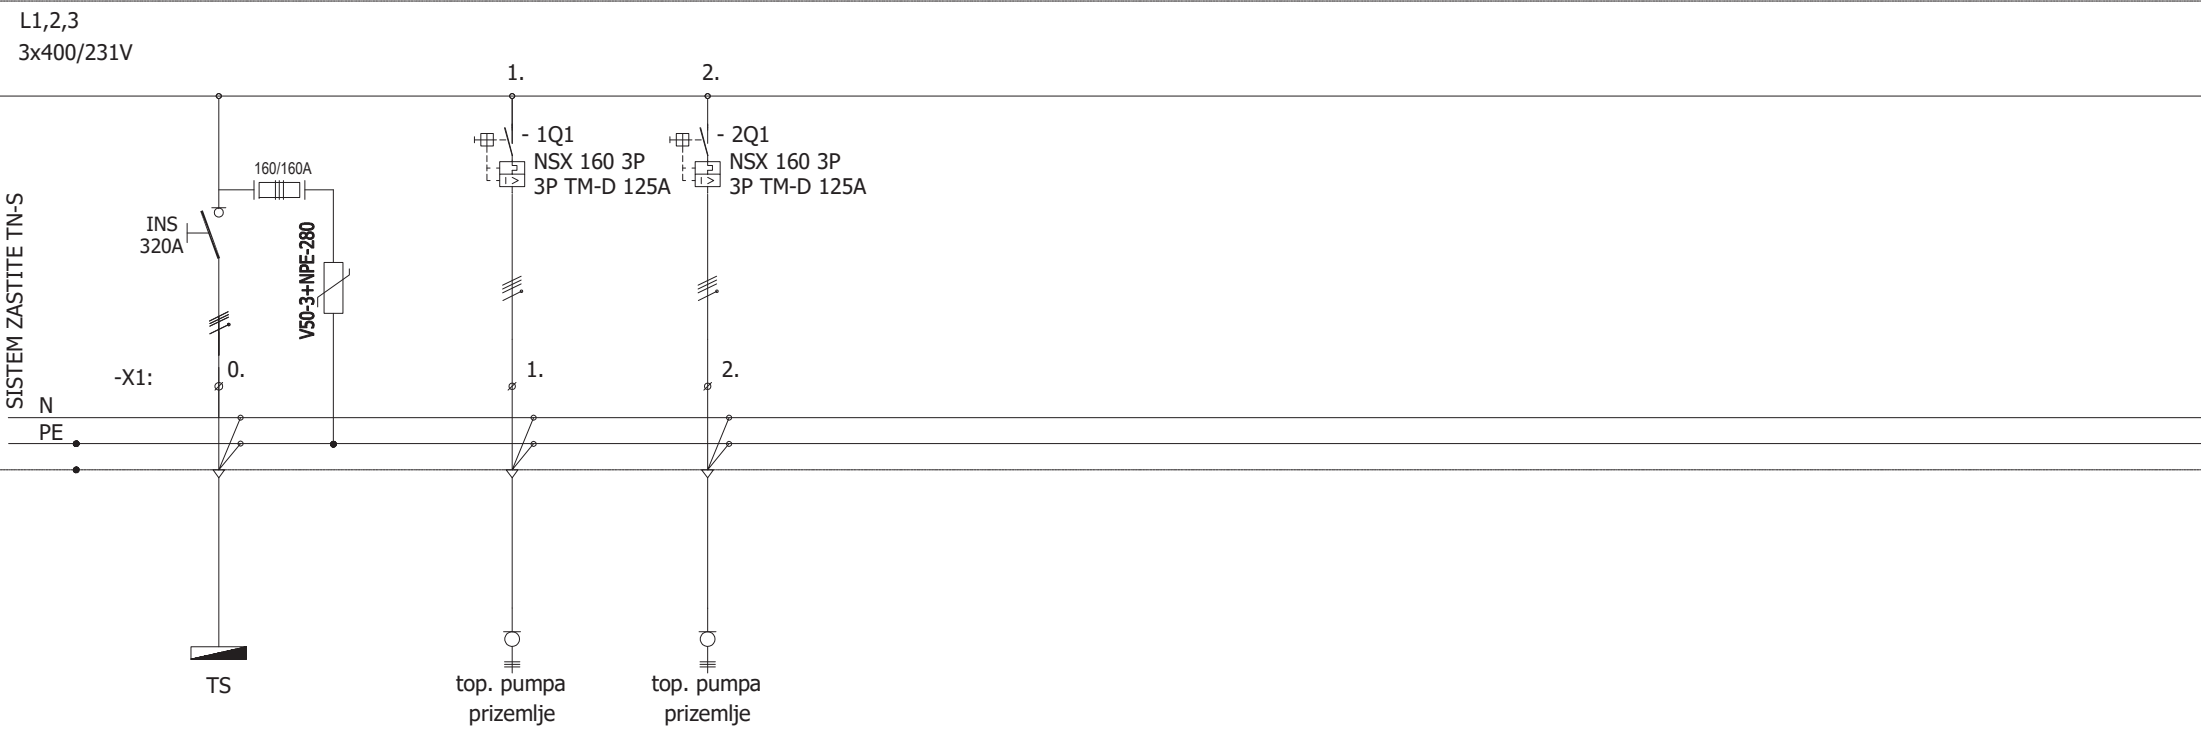 L1,2,3
3x400/231V
1.
2.
- 1Q1
NSX 160 3P
3P TM-D 125A
- 2Q1
NSX 160 3P
3P TM-D 125A
160/160A
INS
320A
V50-3+NPE-280
SISTEM ZASTITE TN-S
-X1:
0.
1.
2.
N
PE
TS
top. pumpa
prizemlje
top. pumpa
prizemlje